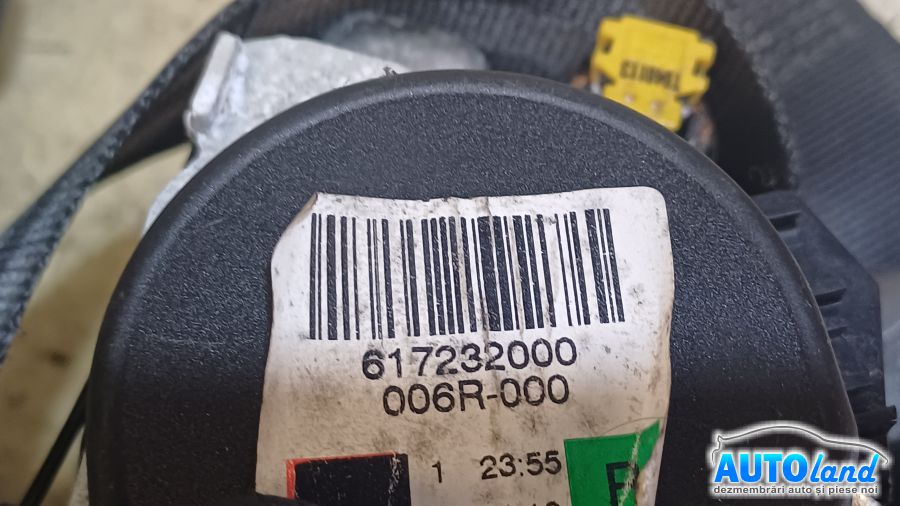 617232000
006R-000
1 23:55
AUTOland
dezmembrări auto și piese noi